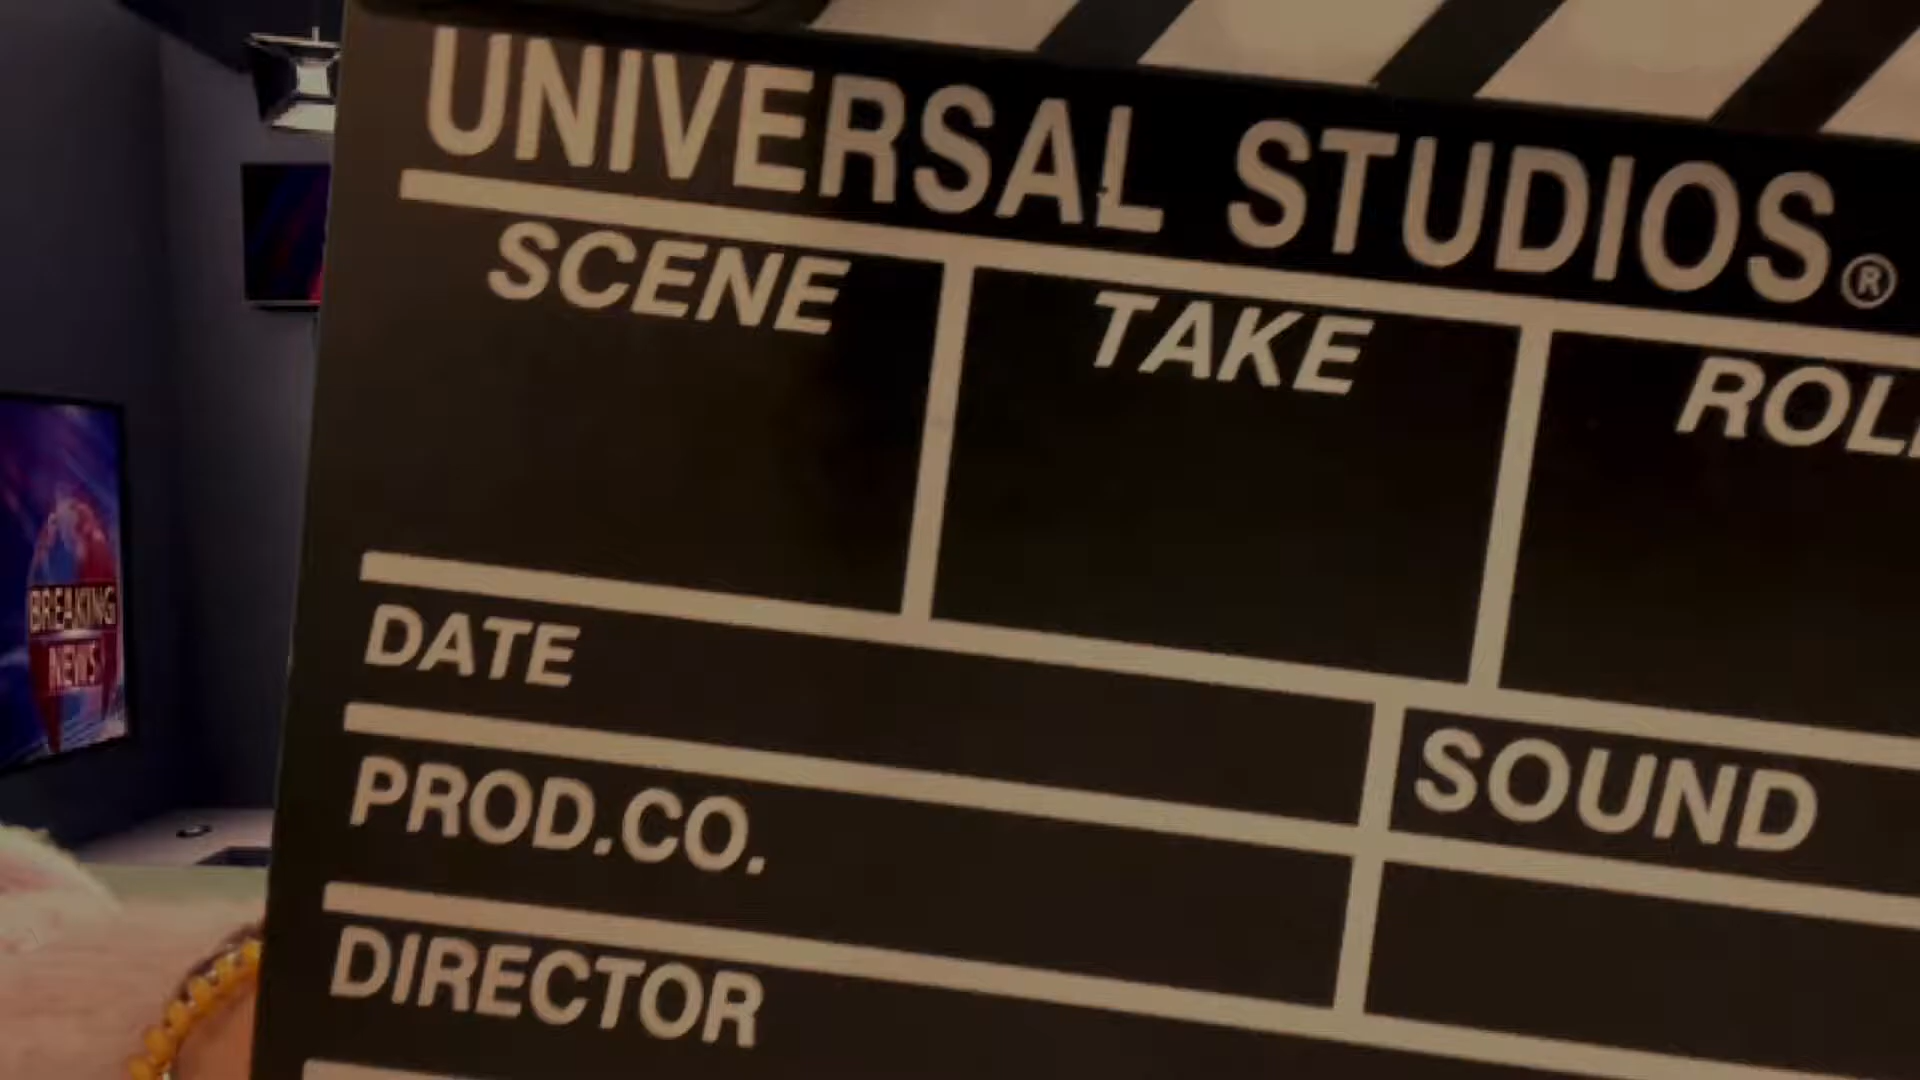 UNIVERSAL STUDIOS®
SCENE
TAKE
DATE
SOUND
PROD.CO.
DIRECTOR
BREAKING
NEWS